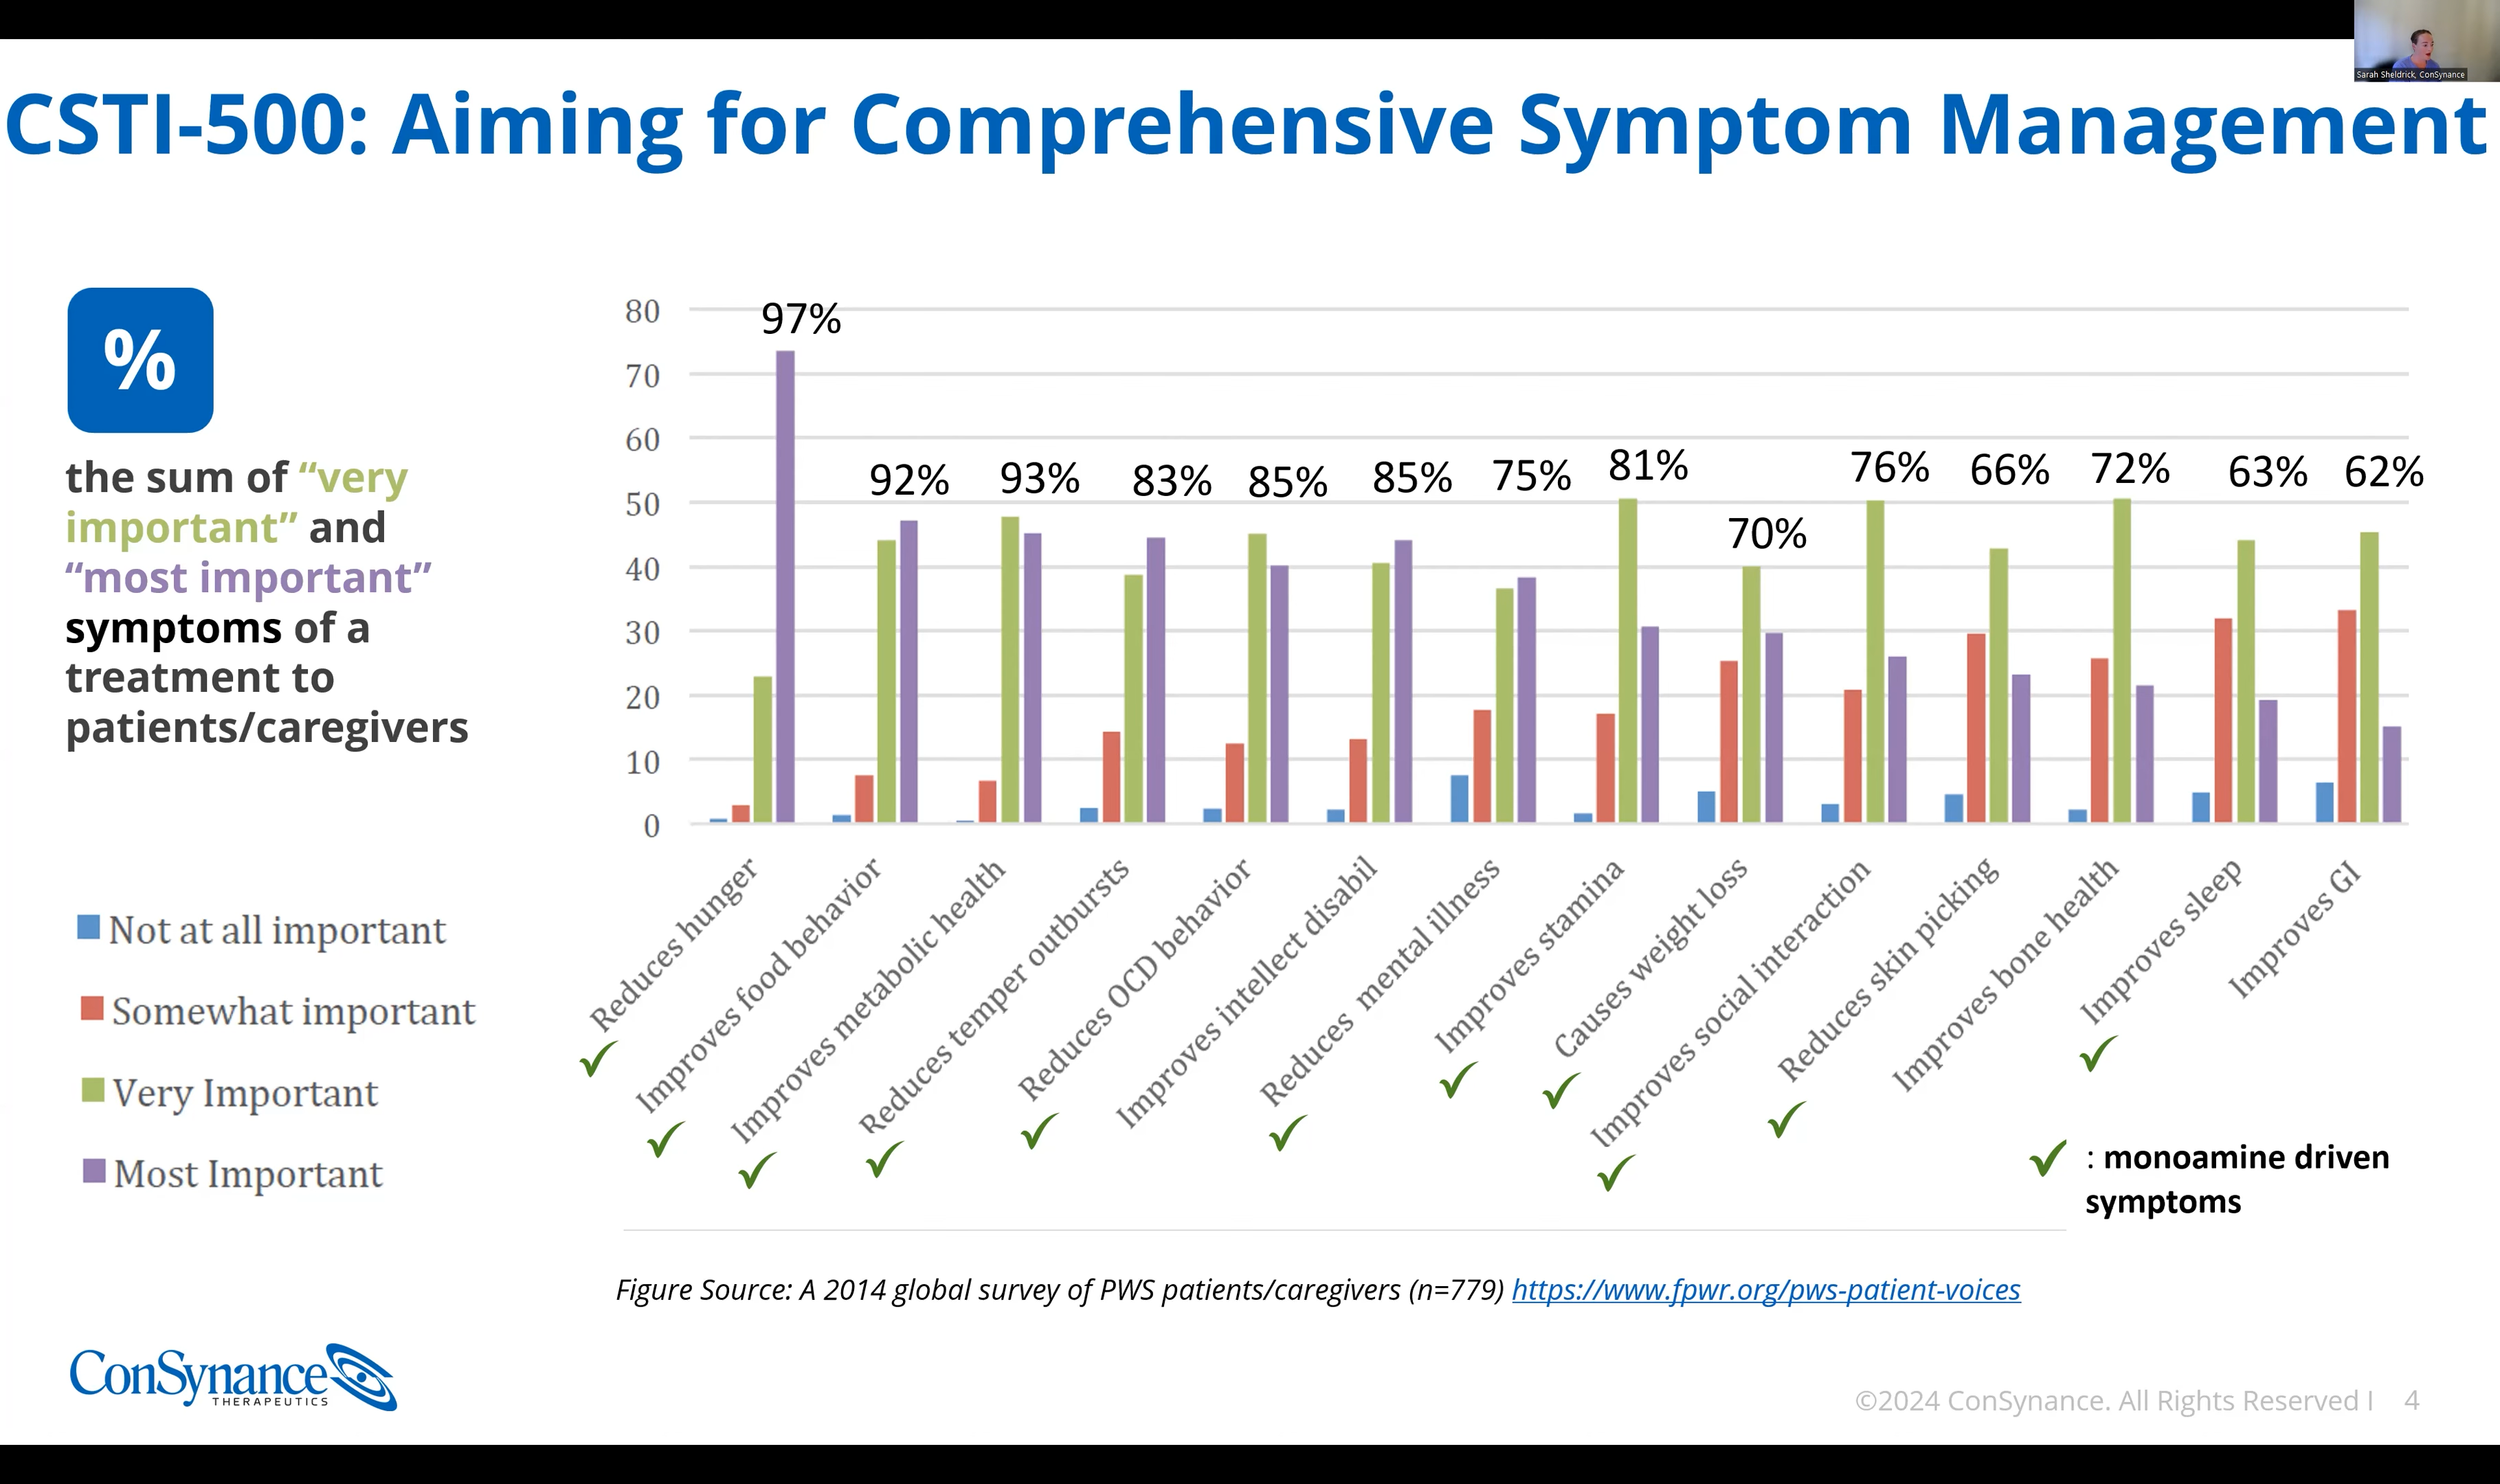 Sarah Sheldrick, ConSynance
CSTI-500: Aiming for Comprehensive Symptom Management
%
the sum of “very
important” and
“most important”
symptoms of a
treatment to
patients/caregivers
Not at all important
Somewhat important
Very Important
Most Important
80
70
60
50
40
30
20
10
0
97%
92%
93%
83%
85%
85%
75%
81%
70%
76%
66%
72%
63%
62%
Reduces hunger
Improves food behavior
Improves metabolic health
Reduces temper outbursts
Reduces OCD behavior
Improves intellect disabil
Reduces mental illness
Improves stamina
Causes weight loss
Improves social interaction
Reduces skin picking
Improves bone health
Improves sleep
Improves GI
✓ : monoamine driven
symptoms
Figure Source: A 2014 global survey of PWS patients/caregivers (n=779) https://www.fpwr.org/pws-patient-voices
ConSynance
THERAPEUTICS
©2024 ConSynance. All Rights Reserved I 4